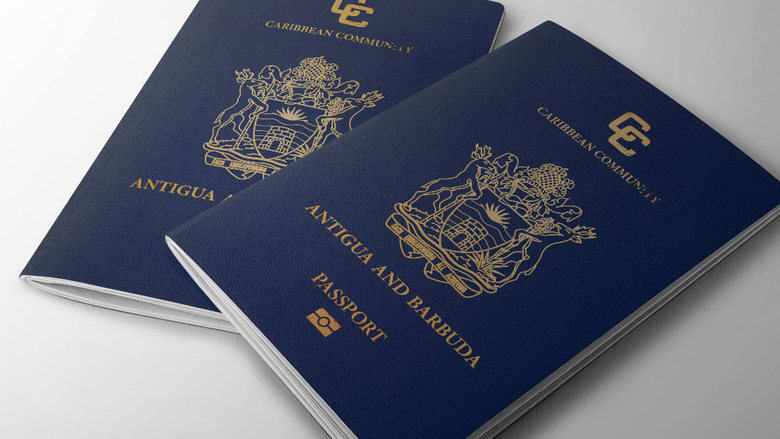 CARIBBEAN COMMUNITY
ANTIGUA
CARIBBEAN COMMUNITY
ANTIGUA AND BARBUDA
PASSPORT